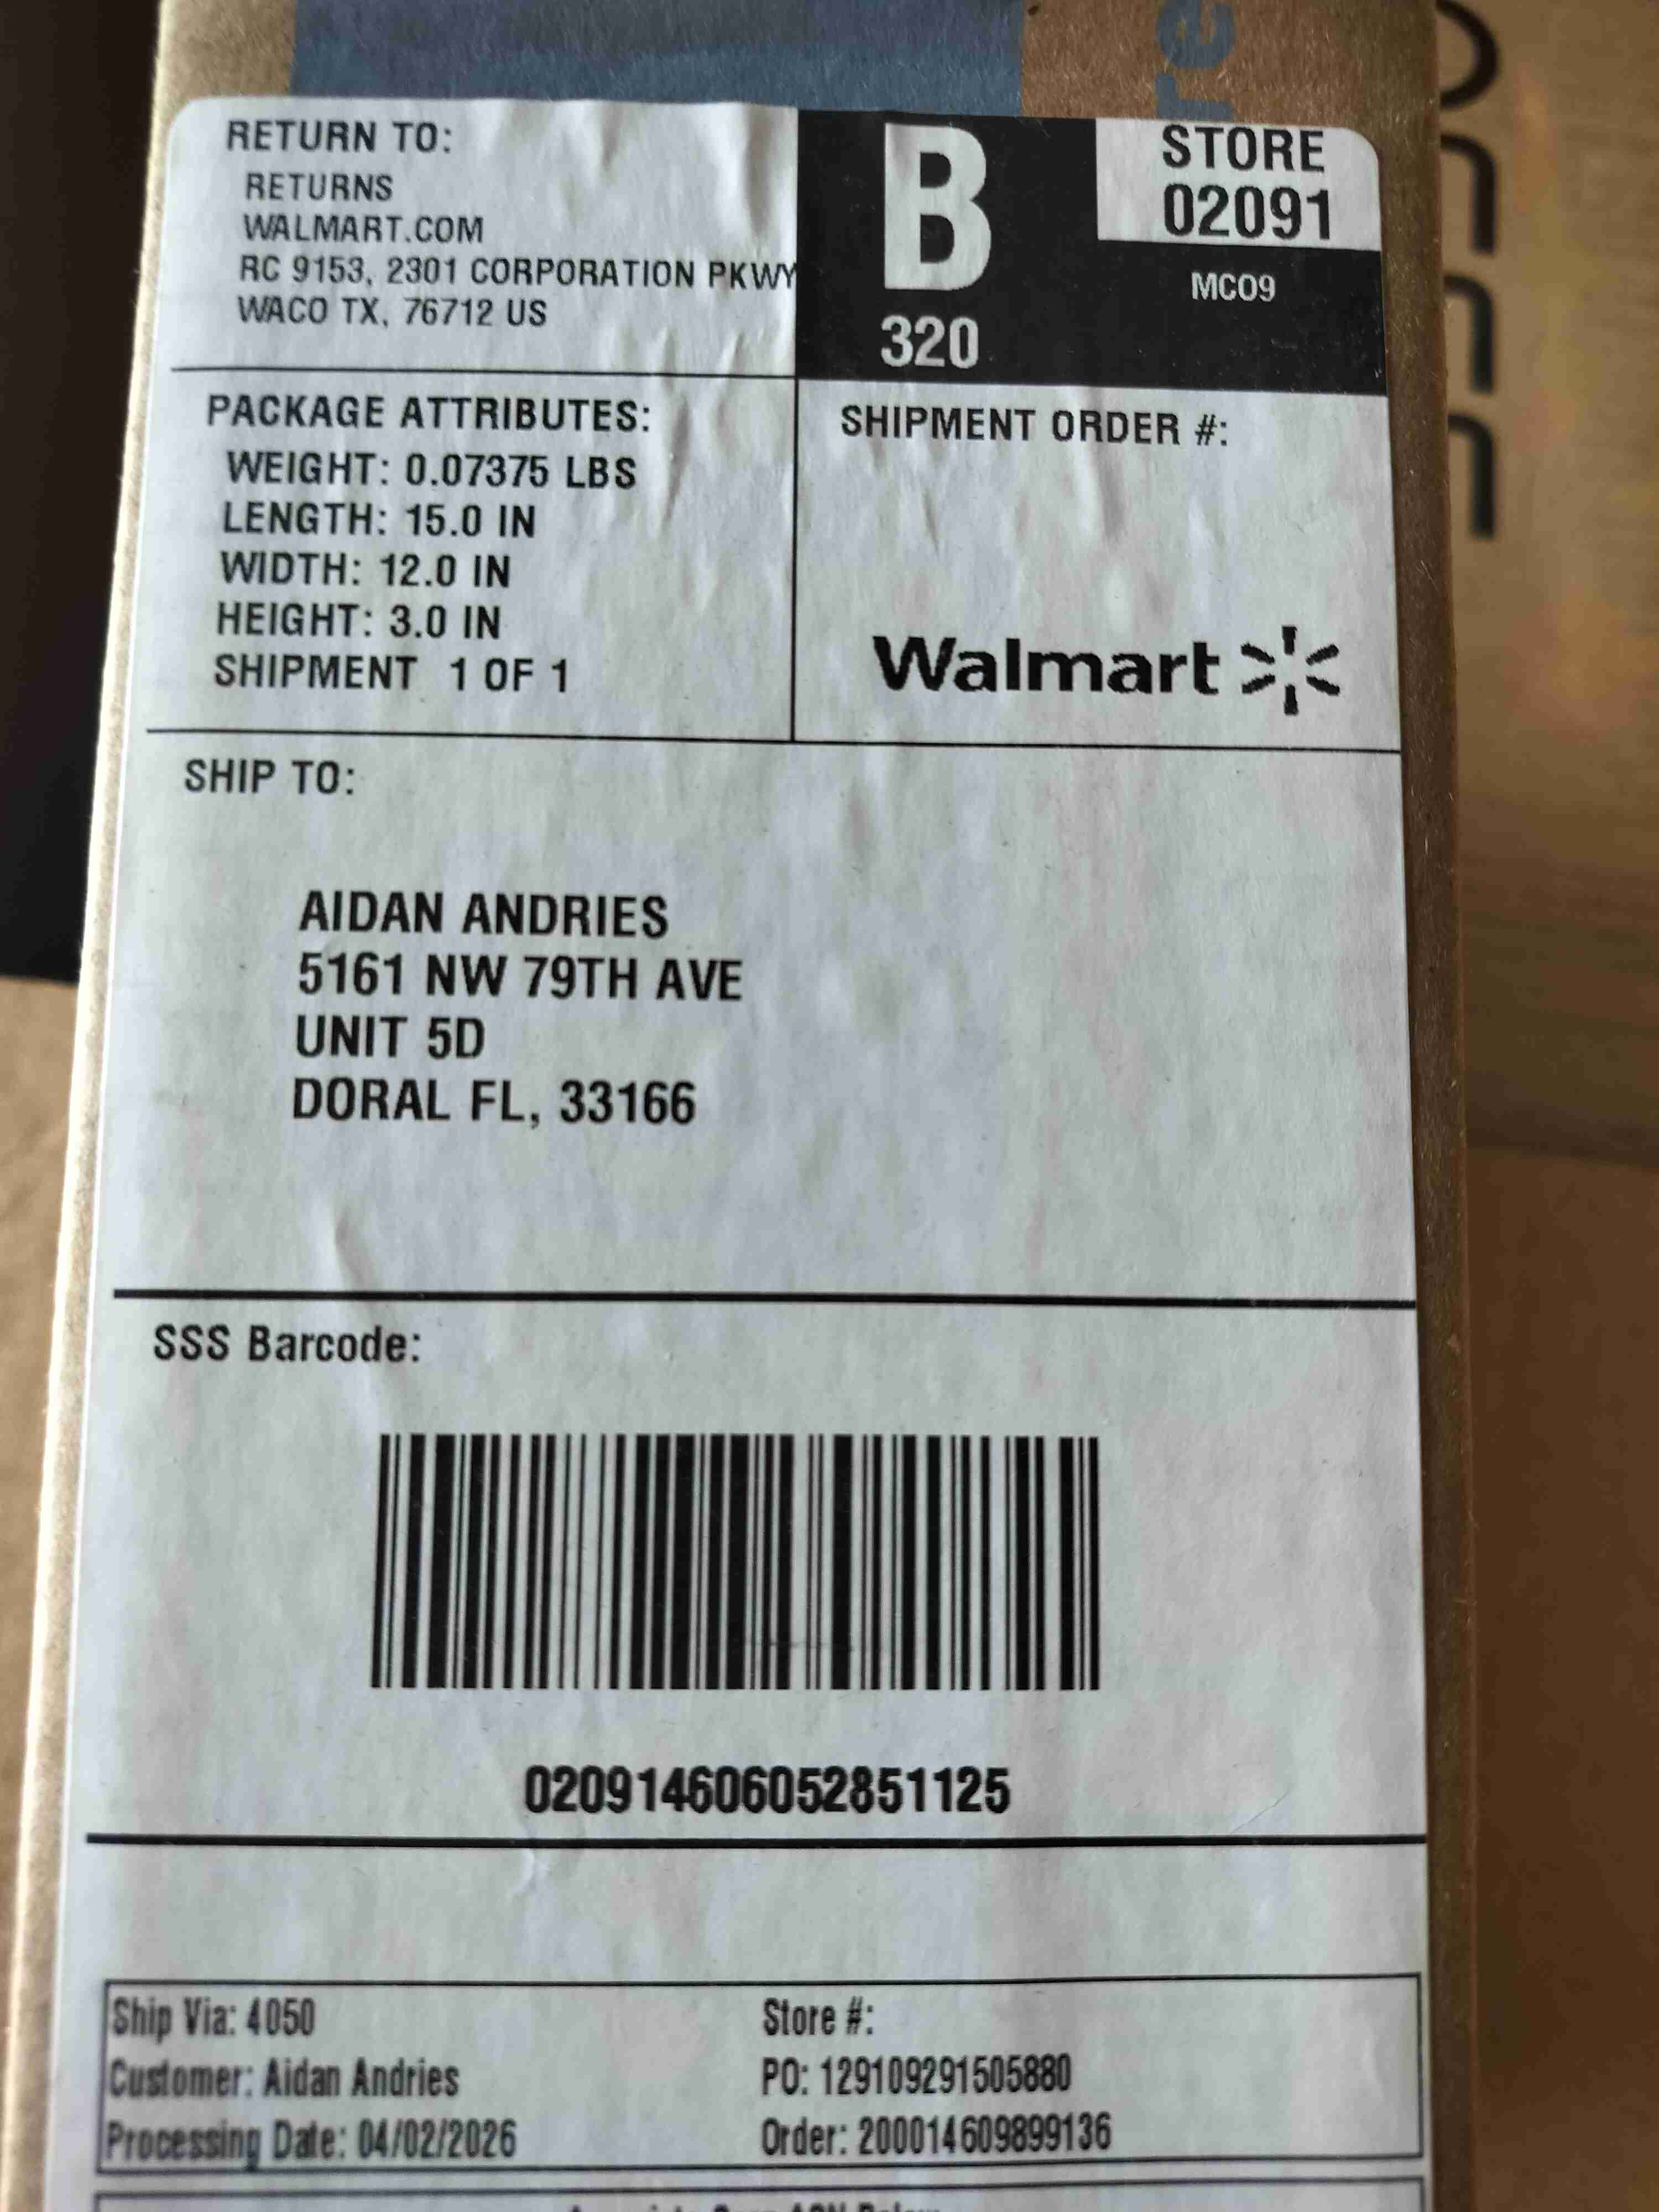 RETURN TO:
RETURNS
WALMART.COM
RC 9153, 2301 CORPORATION PKWY
WACO TX, 76712 US
B
320
STORE
02091
MCO9
PACKAGE ATTRIBUTES:
WEIGHT: 0.07375 LBS
LENGTH: 15.0 IN
WIDTH: 12.0 IN
HEIGHT: 3.0 IN
SHIPMENT 1 OF 1
SHIPMENT ORDER #:
Walmart
SHIP TO:
AIDAN ANDRIES
5161 NW 79TH AVE
UNIT 5D
DORAL FL, 33166
SSS Barcode:
020914606052851125
Ship Via: 4050
Store #:
Customer: Aidan Andries
PO: 129109291505880
Processing Date: 04/02/2026
Order: 200014609899136
re